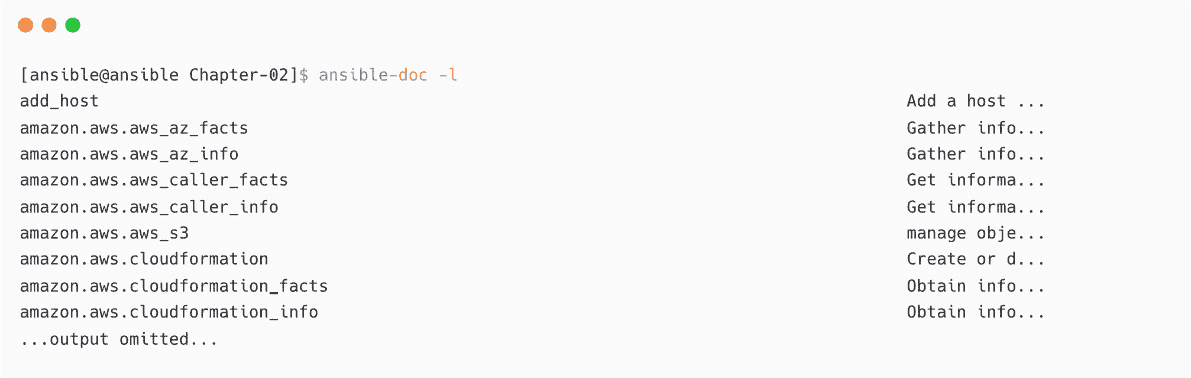 [ansible@ansible Chapter-02]$ ansible-doc -l
add_host Add a host ...
amazon.aws.aws_az_facts Gather info...
amazon.aws.aws_az_info Gather info...
amazon.aws.aws_caller_facts Get informa...
amazon.aws.aws_caller_info Get informa...
amazon.aws.aws_s3 manage obje...
amazon.aws.cloudformation Create or d...
amazon.aws.cloudformation_facts Obtain info...
amazon.aws.cloudformation_info Obtain info...
...output omitted...